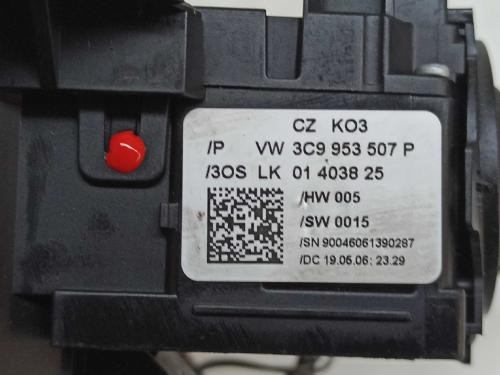 CZ KO3
/P VW 3C9 953 507 P
/3OS LK 01 4038 25
/HW 005
/SW 0015
/SN 90046061390287
/DC 19.06.06: 23.29